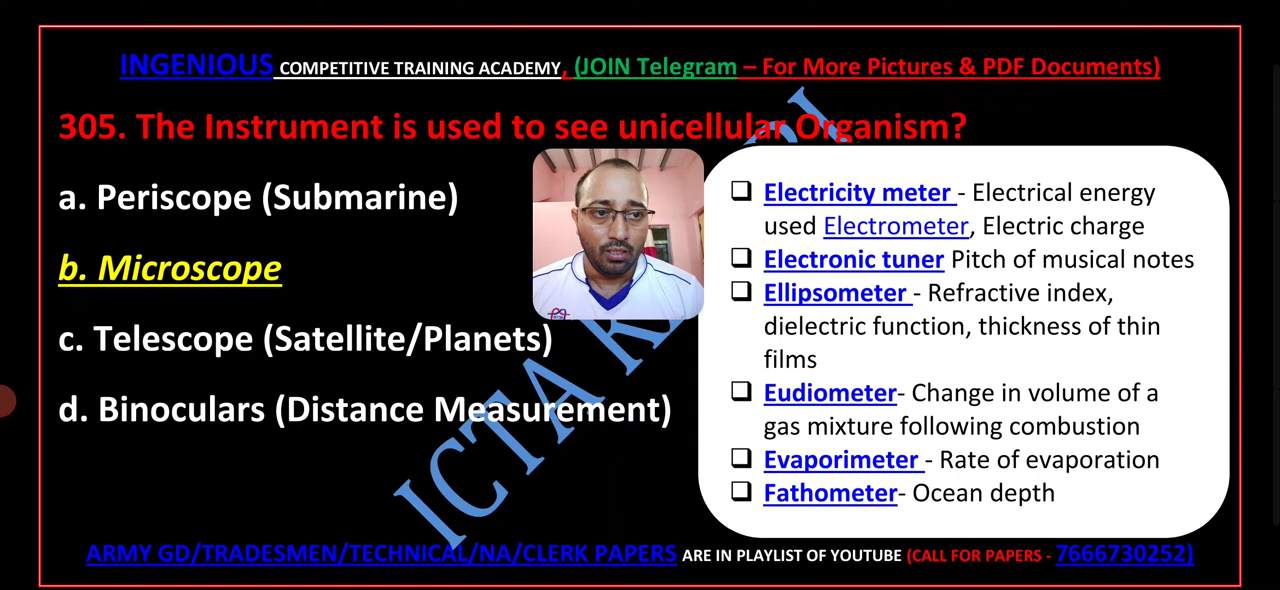 INGENIOUS COMPETITIVE TRAINING ACADEMY, (JOIN Telegram – For More Pictures & PDF Documents)
305. The Instrument is used to see unicellular Organism?
a. Periscope (Submarine)
b. Microscope
c. Telescope (Satellite/Planets)
d. Binoculars (Distance Measurement)
Electricity meter - Electrical energy
used Electrometer, Electric charge
Electronic tuner Pitch of musical notes
Ellipsometer - Refractive index,
dielectric function, thickness of thin
films
Eudiometer- Change in volume of a
gas mixture following combustion
Evaporimeter - Rate of evaporation
Fathometer- Ocean depth
ICTA
ARMY GD/TRADESMEN/TECHNICAL/NA/CLERK PAPERS ARE IN PLAYLIST OF YOUTUBE (CALL FOR PAPERS - 7666730252)